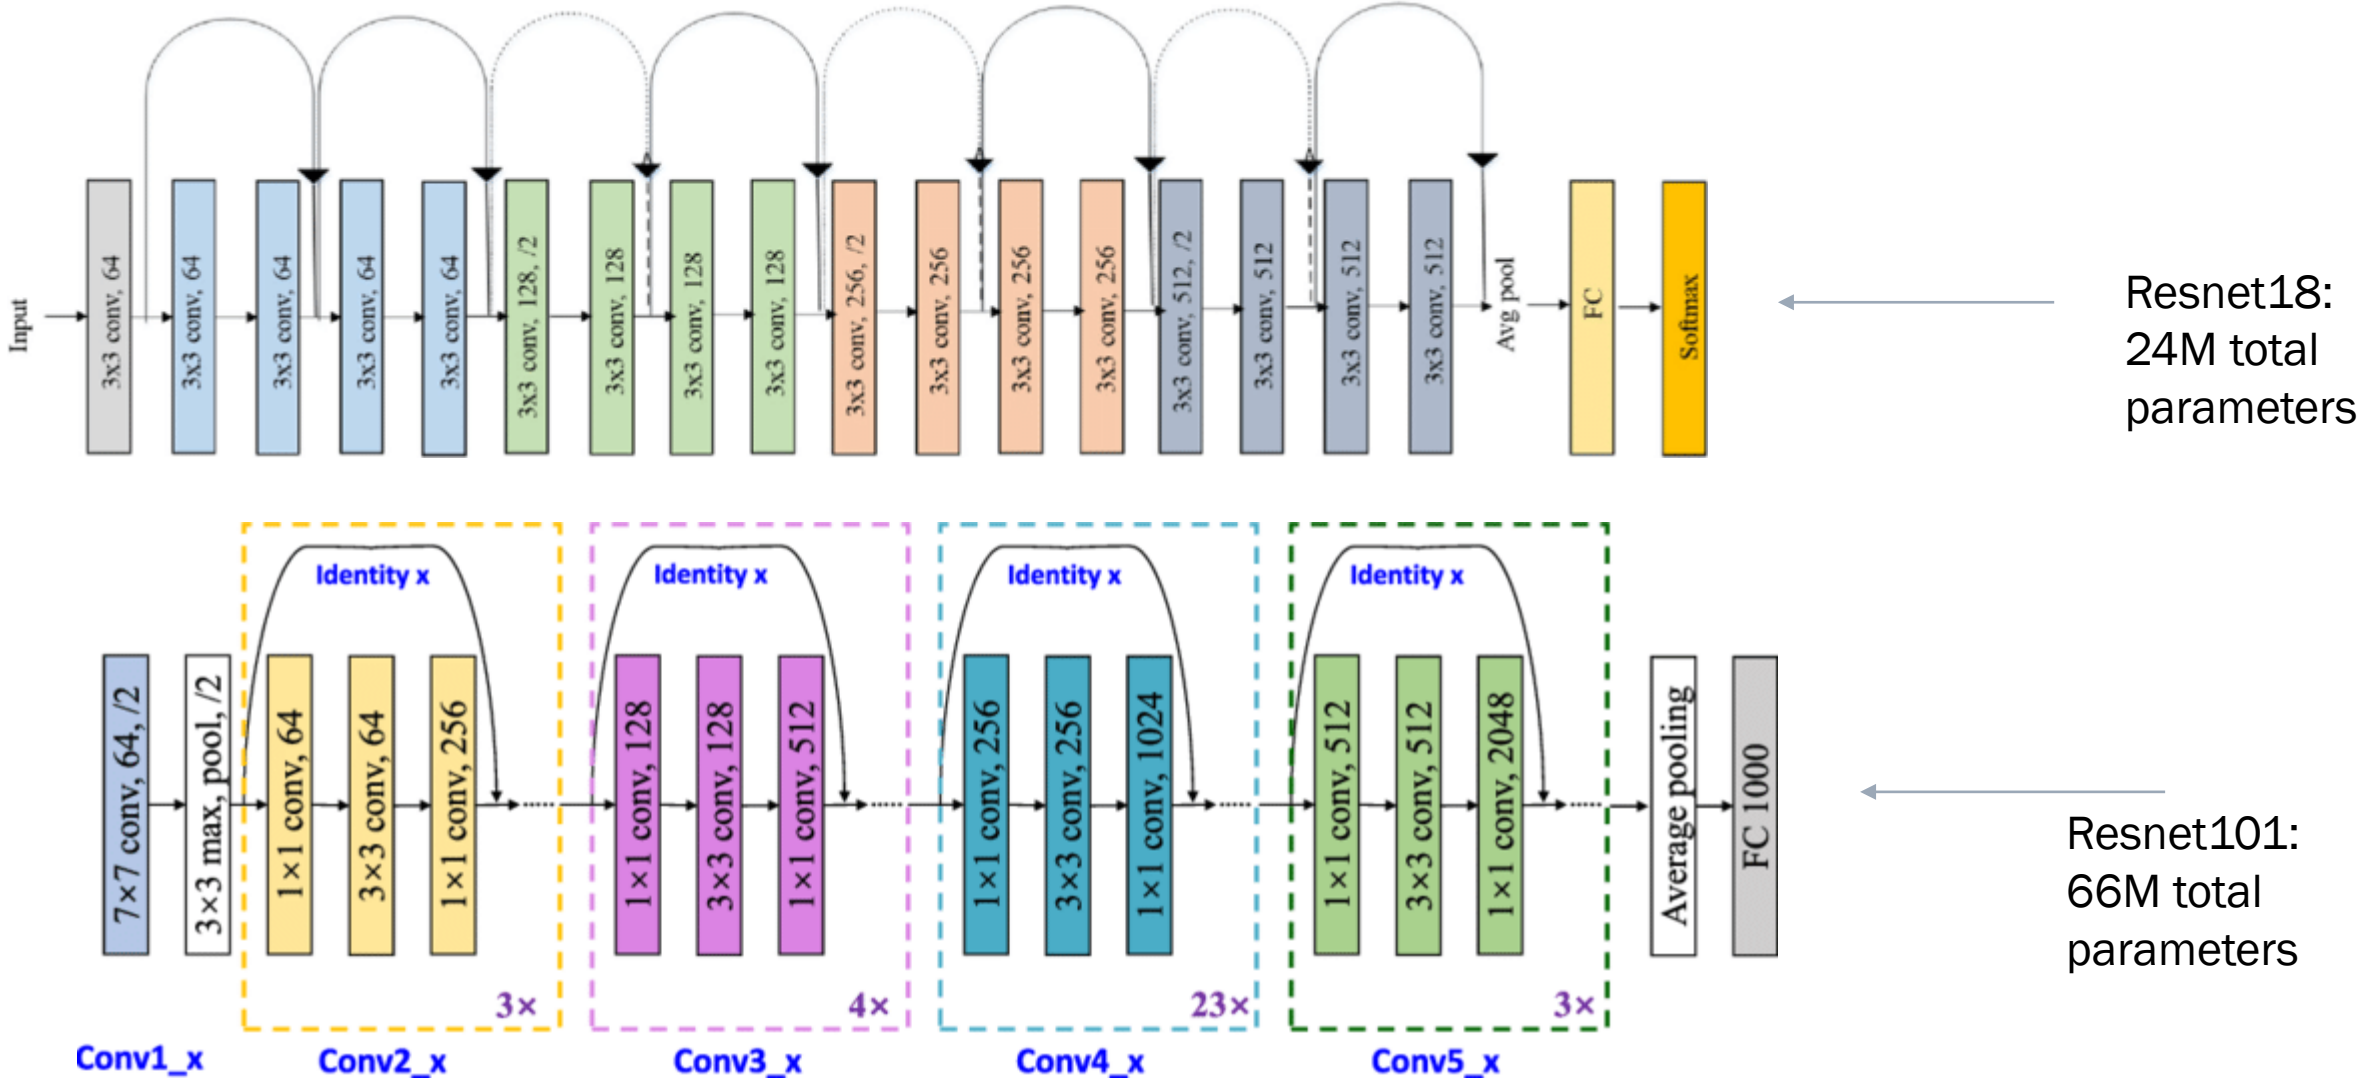 Input
3x3 conv, 64
3x3 conv, 64
3x3 conv, 64
3x3 conv, 64
3x3 conv, 64
3x3 conv, 128, /2
3x3 conv, 128
3x3 conv, 128
3x3 conv, 128
3x3 conv, 256, /2
3x3 conv, 256
3x3 conv, 256
3x3 conv, 256
3x3 conv, 512, /2
3x3 conv, 512
3x3 conv, 512
3x3 conv, 512
Avg pool
FC
Softmax
Resnet18:
24M total
parameters
Identity x
Identity x
Identity x
Identity x
7×7 conv, 64, /2
3×3 max, pool, /2
1×1 conv, 64
3×3 conv, 64
1×1 conv, 256
1×1 conv, 128
3×3 conv, 128
1×1 conv, 512
1×1 conv, 256
3×3 conv, 256
1×1 conv, 1024
1×1 conv, 512
3×3 conv, 512
1×1 conv, 2048
Average pooling
FC 1000
3×
4×
23×
3×
Conv1_x
Conv2_x
Conv3_x
Conv4_x
Conv5_x
Resnet101:
66M total
parameters